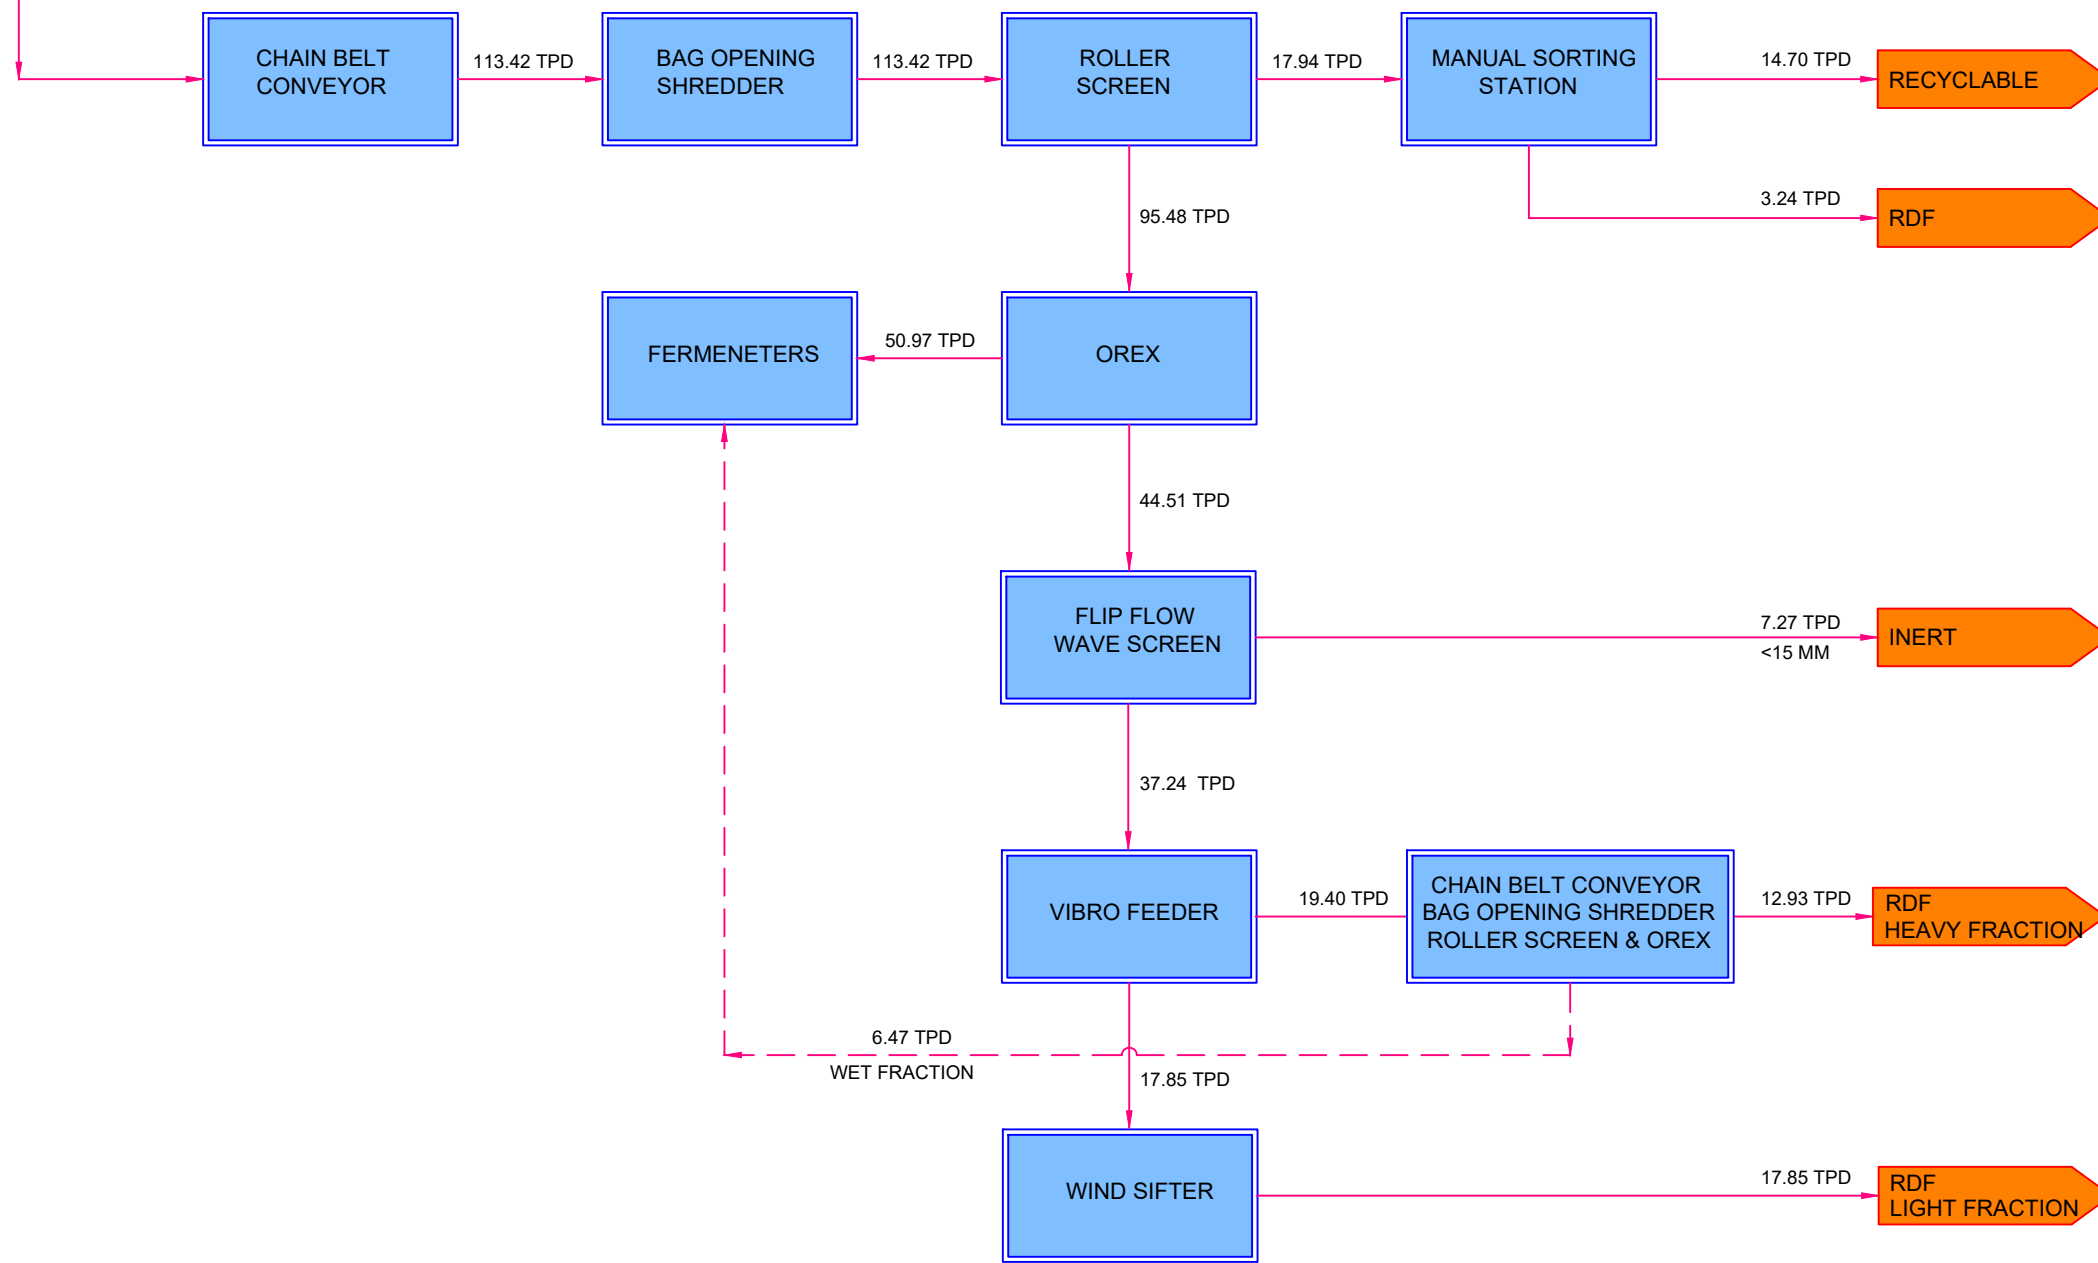 CHAIN BELT
CONVEYOR
113.42 TPD
BAG OPENING
SHREDDER
113.42 TPD
ROLLER
SCREEN
17.94 TPD
MANUAL SORTING
STATION
14.70 TPD
RECYCLABLE
3.24 TPD
RDF
95.48 TPD
FERMENETERS
50.97 TPD
OREX
44.51 TPD
FLIP FLOW
WAVE SCREEN
7.27 TPD
<15 MM
INERT
37.24 TPD
VIBRO FEEDER
19.40 TPD
CHAIN BELT CONVEYOR
BAG OPENING SHREDDER
ROLLER SCREEN & OREX
12.93 TPD
RDF
HEAVY FRACTION
6.47 TPD
WET FRACTION
17.85 TPD
WIND SIFTER
17.85 TPD
RDF
LIGHT FRACTION